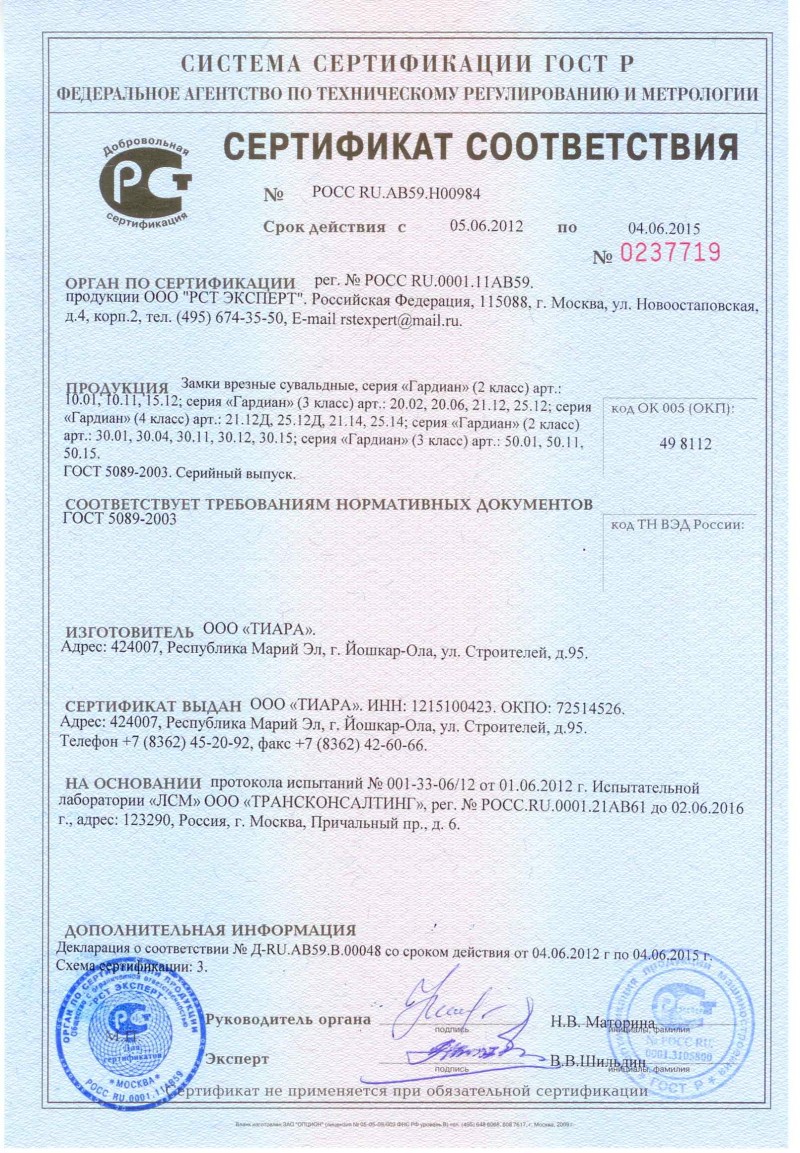 СИСТЕМА СЕРТИФИКАЦИИ ГОСТ Р
ФЕДЕРАЛЬНОЕ АГЕНТСТВО ПО ТЕХНИЧЕСКОМУ РЕГУЛИРОВАНИЮ И МЕТРОЛОГИИ
Добровольная
РСТ
сертификация
СЕРТИФИКАТ СООТВЕТСТВИЯ
№ РОСС RU.АВ59.Н00984
Срок действия с 05.06.2012 по 04.06.2015
№ 0237719
ОРГАН ПО СЕРТИФИКАЦИИ рег. № РОСС RU.0001.11АВ59.
продукции ООО "РСТ ЭКСПЕРТ". Российская Федерация, 115088, г. Москва, ул. Новоостаповская,
д.4, корп.2, тел. (495) 674-35-50, E-mail rstexpert@mail.ru.
ПРОДУКЦИЯ Замки врезные сувальдные, серия «Гардиан» (2 класс) арт.:
10.01, 10.11, 15.12; серия «Гардиан» (3 класс) арт.: 20.02, 20.06, 21.12, 25.12; серия
«Гардиан» (4 класс) арт.: 21.12Д, 25.12Д, 21.14, 25.14; серия «Гардиан» (2 класс)
арт.: 30.01, 30.04, 30.11, 30.12, 30.15; серия «Гардиан» (3 класс) арт.: 50.01, 50.11,
50.15.
ГОСТ 5089-2003. Серийный выпуск.
код ОК 005 (ОКП):
49 8112
СООТВЕТСТВУЕТ ТРЕБОВАНИЯМ НОРМАТИВНЫХ ДОКУМЕНТОВ
ГОСТ 5089-2003
код ТН ВЭД России:
ИЗГОТОВИТЕЛЬ ООО «ТИАРА».
Адрес: 424007, Республика Марий Эл, г. Йошкар-Ола, ул. Строителей, д.95.
СЕРТИФИКАТ ВЫДАН ООО «ТИАРА». ИНН: 1215100423. ОКПО: 72514526.
Адрес: 424007, Республика Марий Эл, г. Йошкар-Ола, ул. Строителей, д.95.
Телефон +7 (8362) 45-20-92, факс +7 (8362) 42-60-66.
НА ОСНОВАНИИ протокола испытаний № 001-33-06/12 от 01.06.2012 г. Испытательной
лаборатории «ЛСМ» ООО «ТРАНСКОНСАЛТИНГ», рег. № РОСС.RU.0001.21АВ61 до 02.06.2016
г., адрес: 123290, Россия, г. Москва, Причальный пр., д. 6.
ДОПОЛНИТЕЛЬНАЯ ИНФОРМАЦИЯ
Декларация о соответствии № Д-RU.АВ59.В.00048 со сроком действия от 04.06.2012 г по 04.06.2015 г.
Схема сертификации: 3.
ОРГАН ПО СЕРТИФИКАЦИИ ПРОДУКЦИИ
"РСТ ЭКСПЕРТ"
М.П.
Для
сертификатов
* МОСКВА *
РОСС RU.0001.11АВ59
Руководитель органа
подпись
Н.В. Маторина
инициалы, фамилия
Эксперт
подпись
В.В.Шильдин
инициалы, фамилия
продукции машиностроения
№ РОСС RU
0001.3105800
ГОСТ Р
Сертификат не применяется при обязательной сертификации